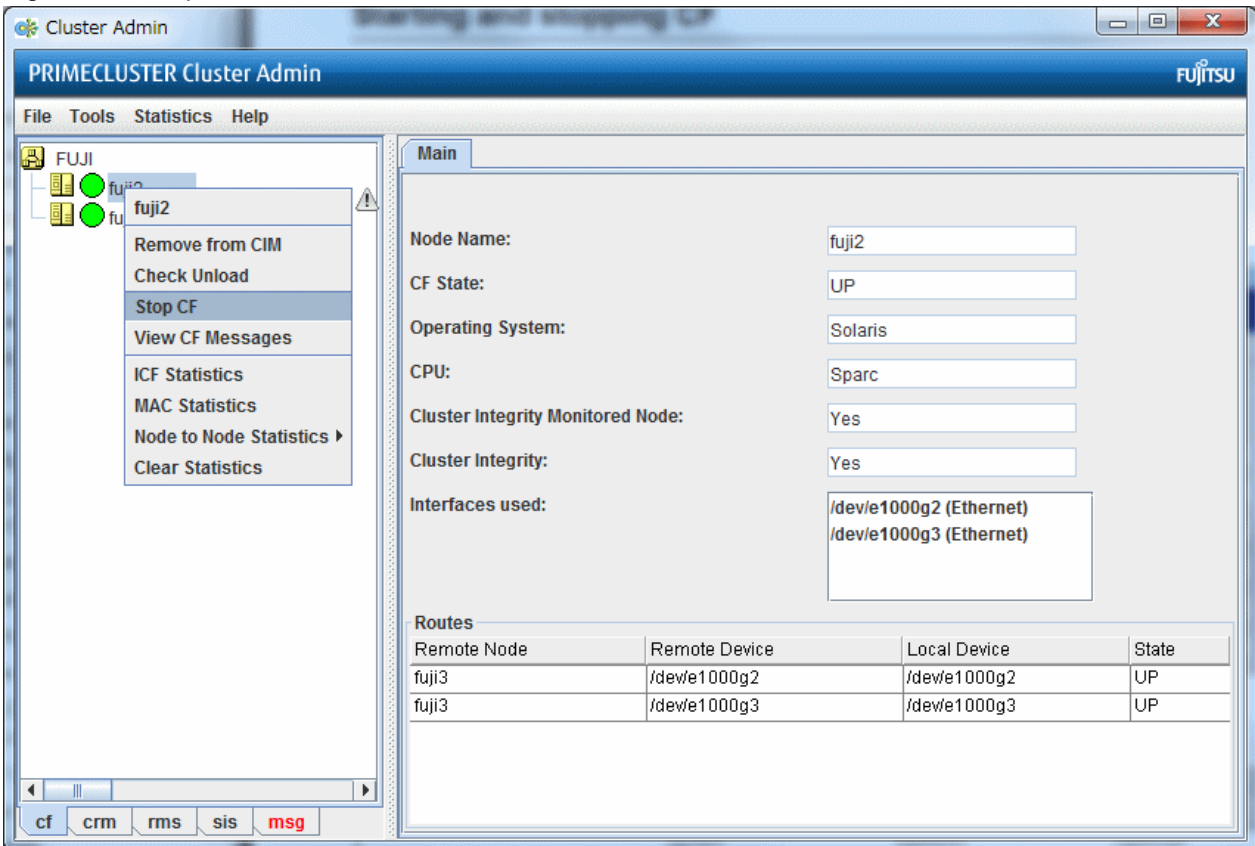 Starting and stopping CF
Cluster Admin
PRIMECLUSTER Cluster Admin
FUJITSU
File Tools Statistics Help
FUJI
fuji2
Remove from CIM
Check Unload
Stop CF
View CF Messages
ICF Statistics
MAC Statistics
Node to Node Statistics
Clear Statistics
cf crm rms sis msg
Main
Node Name: fuji2
CF State: UP
Operating System: Solaris
CPU: Sparc
Cluster Integrity Monitored Node: Yes
Cluster Integrity: Yes
Interfaces used: /dev/e1000g2 (Ethernet)
/dev/e1000g3 (Ethernet)
Routes
Remote Node Remote Device Local Device State
fuji3 /dev/e1000g2 /dev/e1000g2 UP
fuji3 /dev/e1000g3 /dev/e1000g3 UP